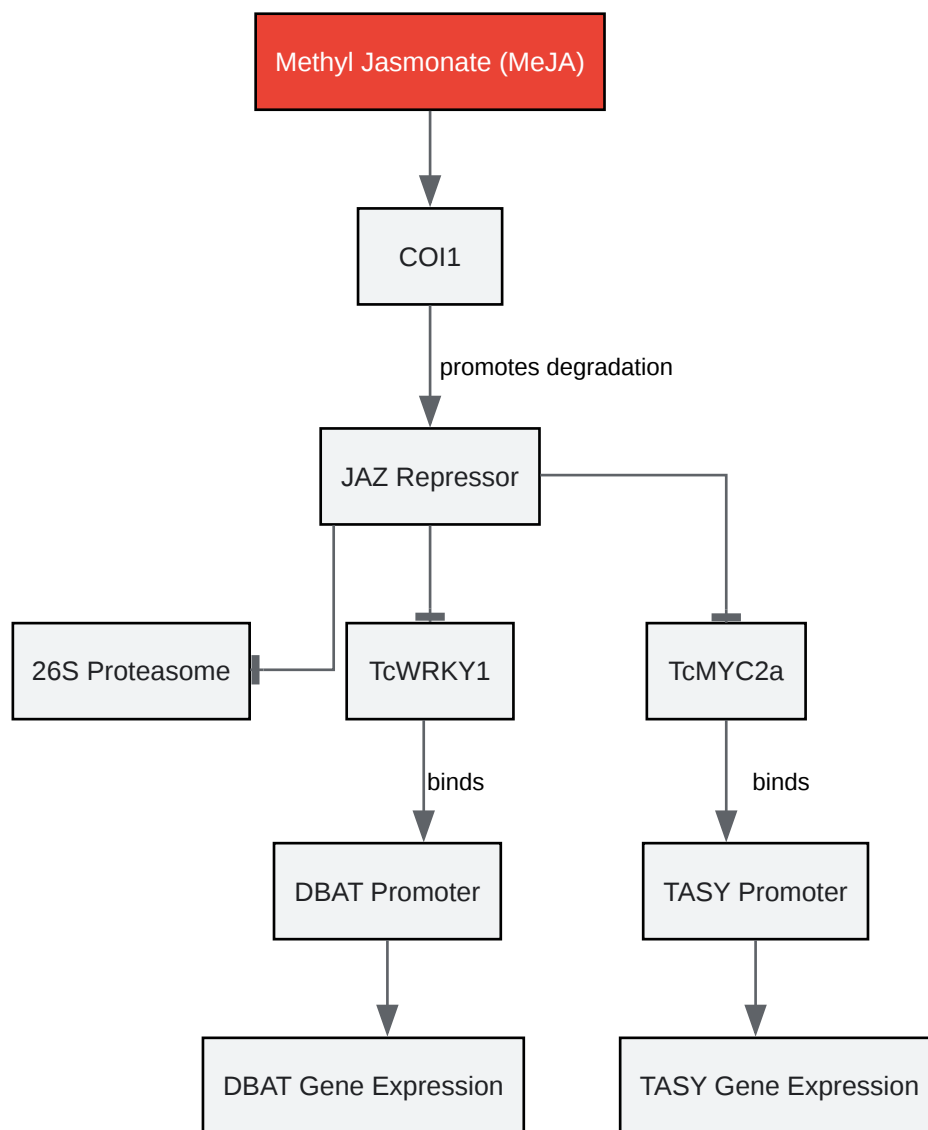 Methyl Jasmonate (MeJA)
COI1
promotes degradation
JAZ Repressor
26S Proteasome
TcWRKY1
TcMYC2a
binds
binds
DBAT Promoter
TASY Promoter
DBAT Gene Expression
TASY Gene Expression